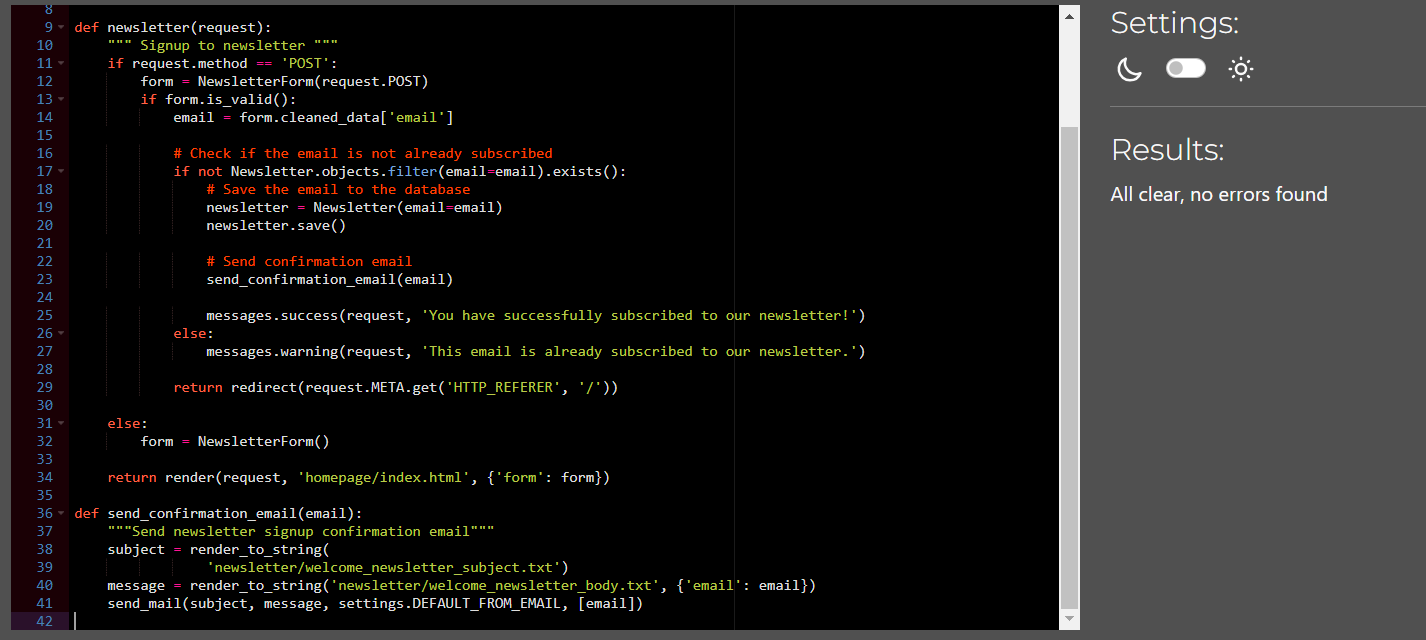 8
9 def newsletter(request):
10     """ Signup to newsletter """
11     if request.method == 'POST':
12         form = NewsletterForm(request.POST)
13         if form.is_valid():
14             email = form.cleaned_data['email']
15
16             # Check if the email is not already subscribed
17             if not Newsletter.objects.filter(email=email).exists():
18                 # Save the email to the database
19                 newsletter = Newsletter(email=email)
20                 newsletter.save()
21
22                 # Send confirmation email
23                 send_confirmation_email(email)
24
25                 messages.success(request, 'You have successfully subscribed to our newsletter!')
26             else:
27                 messages.warning(request, 'This email is already subscribed to our newsletter.')
28
29             return redirect(request.META.get('HTTP_REFERER', '/'))
30
31     else:
32         form = NewsletterForm()
33
34     return render(request, 'homepage/index.html', {'form': form})
35
36 def send_confirmation_email(email):
37     """Send newsletter signup confirmation email"""
38     subject = render_to_string(
39                 'newsletter/welcome_newsletter_subject.txt')
40     message = render_to_string('newsletter/welcome_newsletter_body.txt', {'email': email})
41     send_mail(subject, message, settings.DEFAULT_FROM_EMAIL, [email])
42
Settings:
Results:
All clear, no errors found